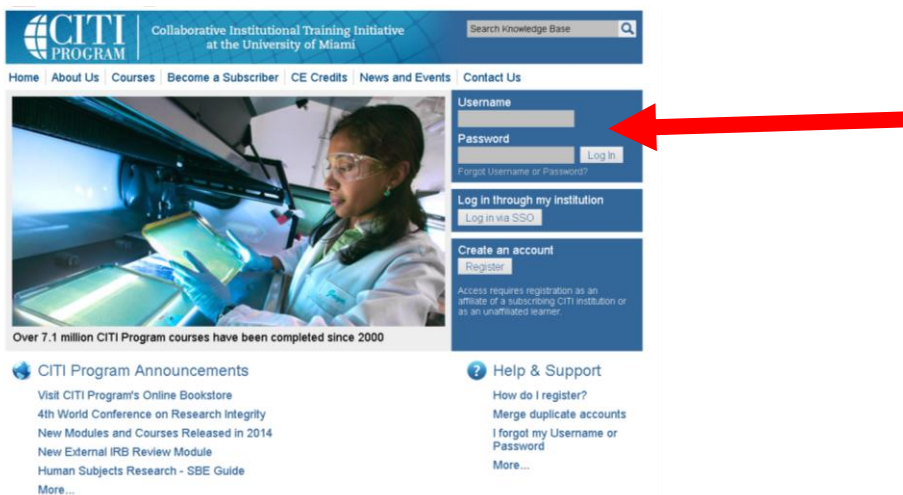 CITI
PROGRAM
Collaborative Institutional Training Initiative
at the University of Miami
Search Knowledge Base
Home About Us Courses Become a Subscriber CE Credits News and Events Contact Us
Username
Password
Log In
Forgot Username or Password?
Log in through my institution
Log in via SSO
Create an account
Register
Access requires registration as an
affiliate of a subscribing CITI institution or
as an unaffiliated learner.
Over 7.1 million CITI Program courses have been completed since 2000
CITI Program Announcements
Visit CITI Program's Online Bookstore
4th World Conference on Research Integrity
New Modules and Courses Released in 2014
New External IRB Review Module
Human Subjects Research - SBE Guide
More...
Help & Support
How do I register?
Merge duplicate accounts
I forgot my Username or
Password
More...